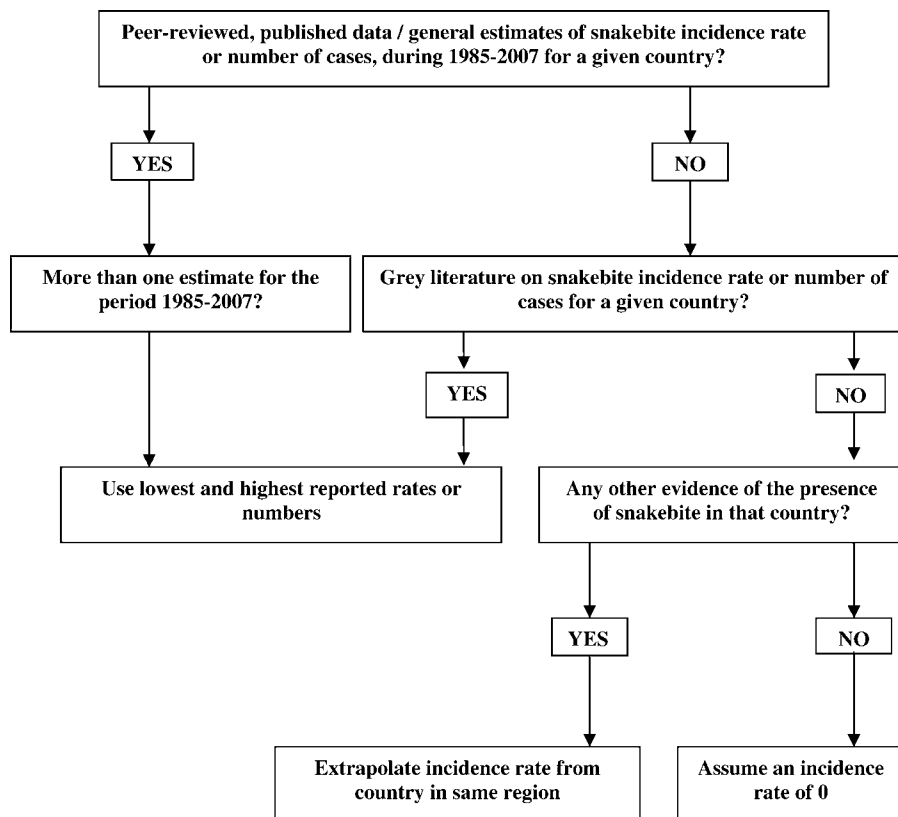 Peer-reviewed, published data / general estimates of snakebite incidence rate
or number of cases, during 1985-2007 for a given country?
YES
NO
More than one estimate for the
period 1985-2007?
Grey literature on snakebite incidence rate or number of
cases for a given country?
YES
NO
Use lowest and highest reported rates or
numbers
Any other evidence of the presence
of snakebite in that country?
YES
NO
Extrapolate incidence rate from
country in same region
Assume an incidence
rate of 0